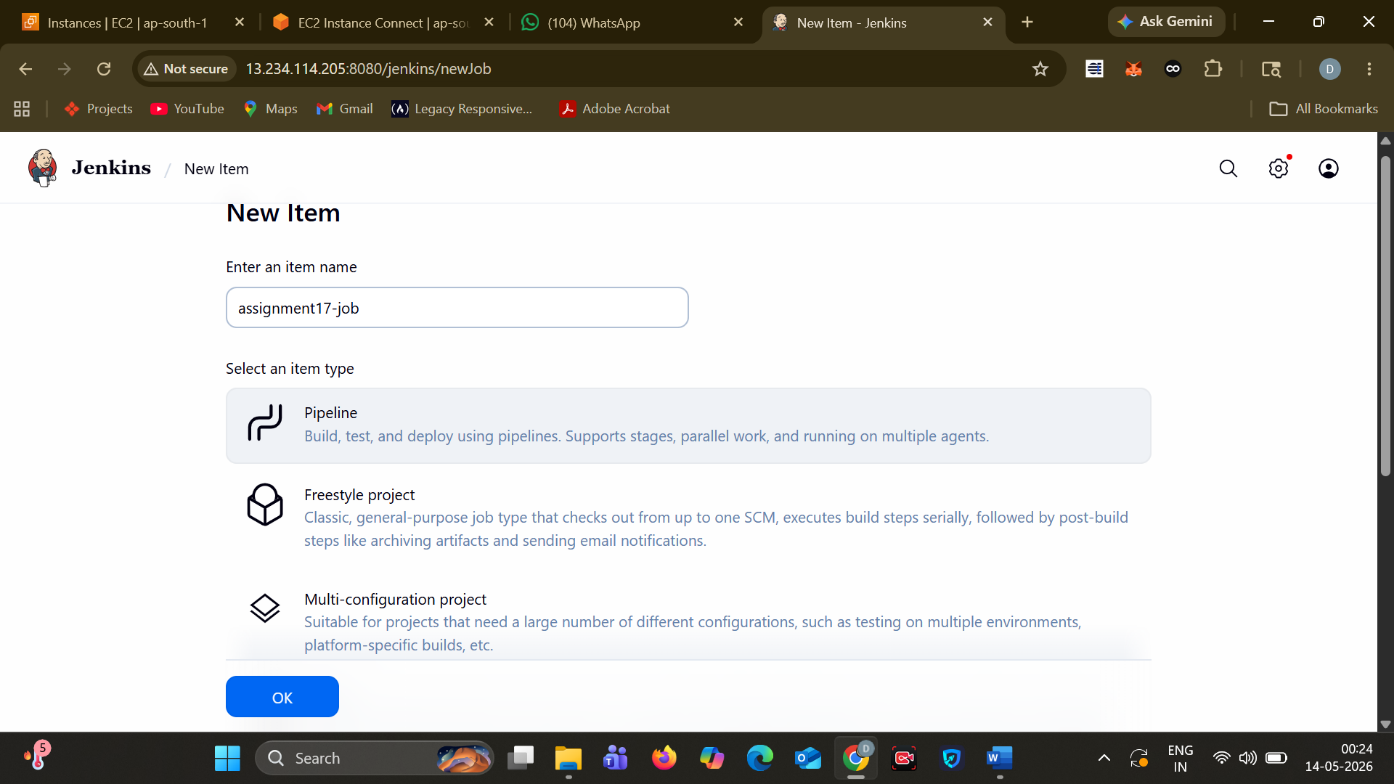 Instances | EC2 | ap-south-1
EC2 Instance Connect | ap-sou
(104) WhatsApp
New Item - Jenkins
Ask Gemini
Not secure
13.234.114.205:8080/jenkins/newJob
D
Projects
YouTube
Maps
Gmail
Legacy Responsive...
Adobe Acrobat
All Bookmarks
Jenkins / New Item
New Item
Enter an item name
assignment17-job
Select an item type
Pipeline
Build, test, and deploy using pipelines. Supports stages, parallel work, and running on multiple agents.
Freestyle project
Classic, general-purpose job type that checks out from up to one SCM, executes build steps serially, followed by post-build
steps like archiving artifacts and sending email notifications.
Multi-configuration project
Suitable for projects that need a large number of different configurations, such as testing on multiple environments,
platform-specific builds, etc.
OK
5
Search
D
ENG
IN
00:24
14-05-2026